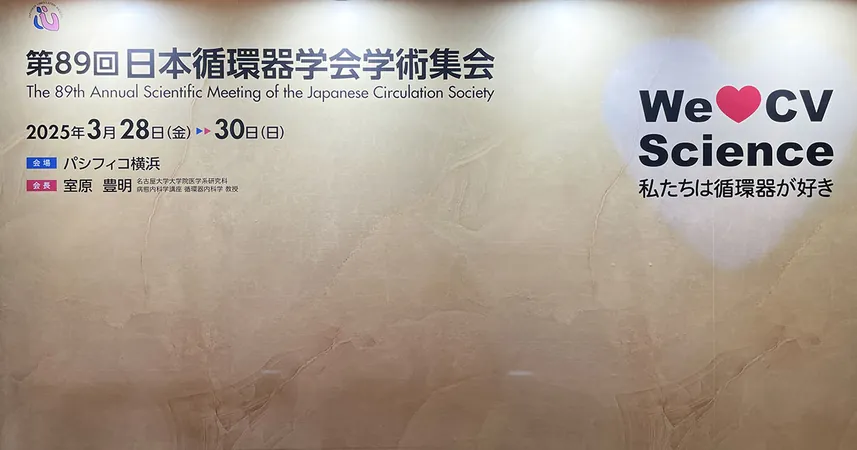 第89回 日本循環器学会学術集会
The 89th Annual Scientific Meeting of the Japanese Circulation Society
2025年3月28日(金) ▶▶ 30日(日)
会場 パシフィコ横浜
会長 室原 豊明 名古屋大学大学院医学系研究科
病態内科学講座 循環器内科学 教授
We❤CV
Science
私たちは循環器が好き